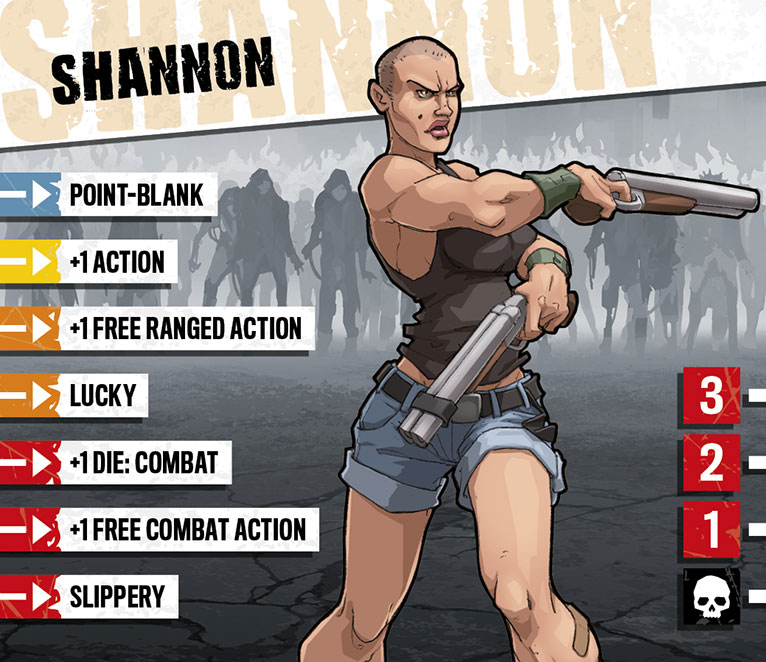 SHANNON
SHANNON
POINT-BLANK
+1 ACTION
+1 FREE RANGED ACTION
LUCKY
+1 DIE: COMBAT
+1 FREE COMBAT ACTION
SLIPPERY
3
2
1